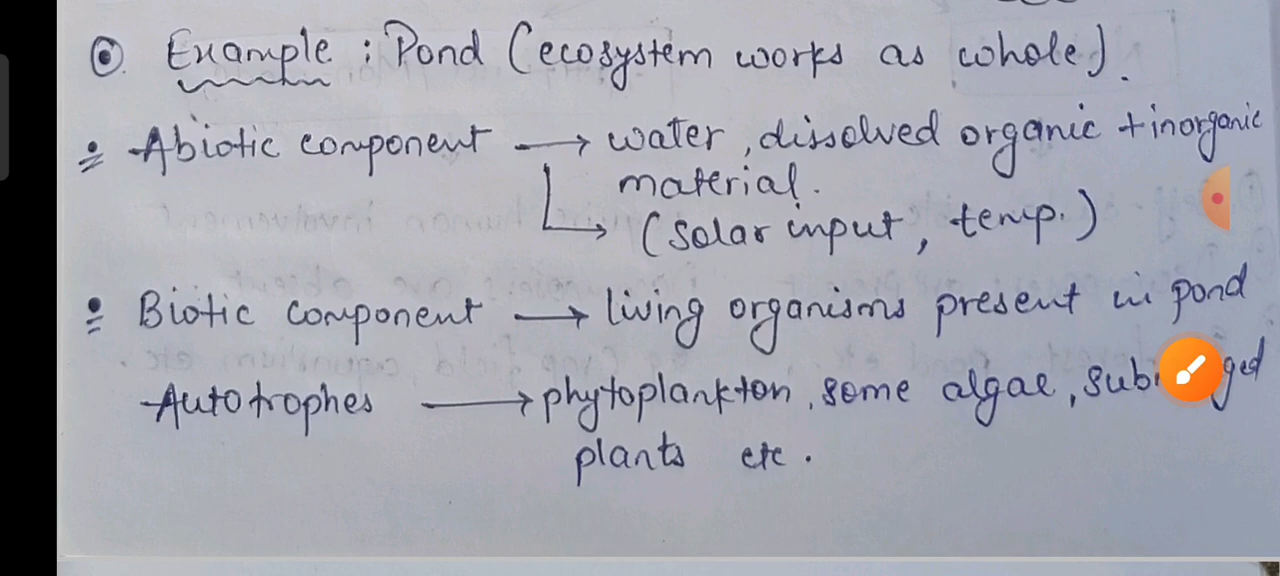 Example : Pond (ecosystem works as whole).
Abiotic component → water, dissolved organic + inorganic
material.
↳ (solar input, temp.)
Biotic component → living organisms present in pond
Autotrophes → phytoplankton, some algae,
plants etc.